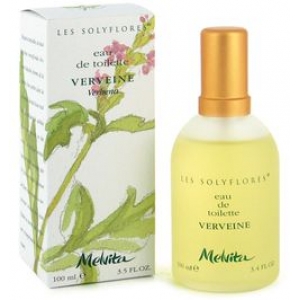 LES SOLYFLORES
eau
de toilette
VERVEINE
Verbena
Melvita
100 ml e 3.5 FL.OZ.
LES SOLYFLORES®
eau
de
toilette
VERVEINE
Melvita
100 ml e 3.4 FL.OZ.